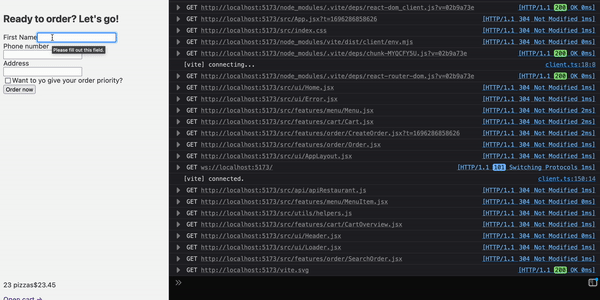 Ready to order? Let's go!
First Name
Please fill out this field.
Phone number
Address
Want to yo give your order priority?
Order now
23 pizzas$23.45
Open cart →
GET http://localhost:5173/node_modules/.vite/deps/react-dom_client.js?v=02b9a73e [HTTP/1.1 200 OK 0ms]
GET http://localhost:5173/src/App.jsx?t=1696286858626 [HTTP/1.1 304 Not Modified 1ms]
GET http://localhost:5173/src/index.css [HTTP/1.1 304 Not Modified 1ms]
GET http://localhost:5173/node_modules/vite/dist/client/env.mjs [HTTP/1.1 304 Not Modified 2ms]
GET http://localhost:5173/node_modules/.vite/deps/chunk-MYQCFY5U.js?v=02b9a73e [HTTP/1.1 200 OK 0ms]
[vite] connecting... client.ts:18:8
GET http://localhost:5173/node_modules/.vite/deps/react-router-dom.js?v=02b9a73e [HTTP/1.1 200 OK 0ms]
GET http://localhost:5173/src/ui/Home.jsx [HTTP/1.1 304 Not Modified 1ms]
GET http://localhost:5173/src/ui/Error.jsx [HTTP/1.1 304 Not Modified 1ms]
GET http://localhost:5173/src/features/menu/Menu.jsx [HTTP/1.1 304 Not Modified 2ms]
GET http://localhost:5173/src/features/cart/Cart.jsx [HTTP/1.1 304 Not Modified 2ms]
GET http://localhost:5173/src/features/order/CreateOrder.jsx?t=1696286858626 [HTTP/1.1 304 Not Modified 2ms]
GET http://localhost:5173/src/features/order/Order.jsx [HTTP/1.1 304 Not Modified 2ms]
GET http://localhost:5173/src/ui/AppLayout.jsx [HTTP/1.1 304 Not Modified 1ms]
GET ws://localhost:5173/ [HTTP/1.1 101 Switching Protocols 1ms]
[vite] connected. client.ts:150:14
GET http://localhost:5173/src/api/apiRestaurant.js [HTTP/1.1 304 Not Modified 1ms]
GET http://localhost:5173/src/features/menu/MenuItem.jsx [HTTP/1.1 304 Not Modified 0ms]
GET http://localhost:5173/src/utils/helpers.js [HTTP/1.1 304 Not Modified 1ms]
GET http://localhost:5173/src/features/cart/CartOverview.jsx [HTTP/1.1 304 Not Modified 1ms]
GET http://localhost:5173/src/ui/Header.jsx [HTTP/1.1 304 Not Modified 0ms]
GET http://localhost:5173/src/ui/Loader.jsx [HTTP/1.1 304 Not Modified 0ms]
GET http://localhost:5173/src/features/order/SearchOrder.jsx [HTTP/1.1 304 Not Modified 1ms]
GET http://localhost:5173/vite.svg [HTTP/1.1 200 OK 0ms]